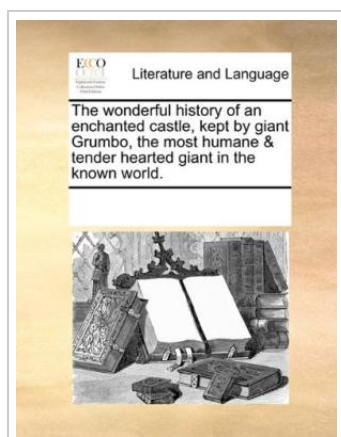 ECCO
Literature and Language
The wonderful history of an
enchanted castle, kept by giant
Grumbo, the most humane &
tender hearted giant in the
known world.